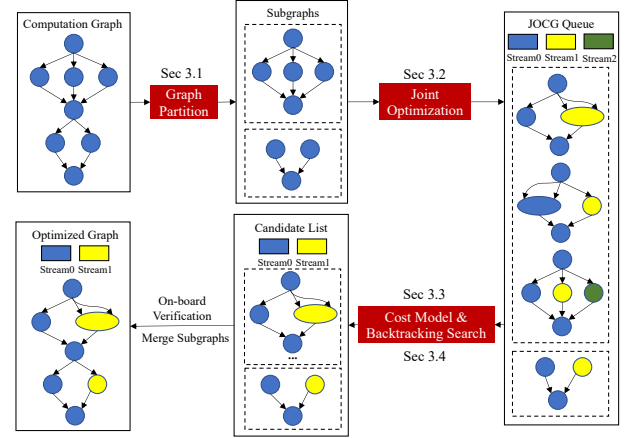 Computation Graph
Sec 3.1
Graph
Partition
Subgraphs
Sec 3.2
Joint
Optimization
JOCG Queue
Stream0 Stream1 Stream2
Optimized Graph
Stream0 Stream1
On-board
Verification
Merge Subgraphs
Candidate List
Stream0 Stream1
...
Sec 3.3
Cost Model &
Backtracking Search
Sec 3.4